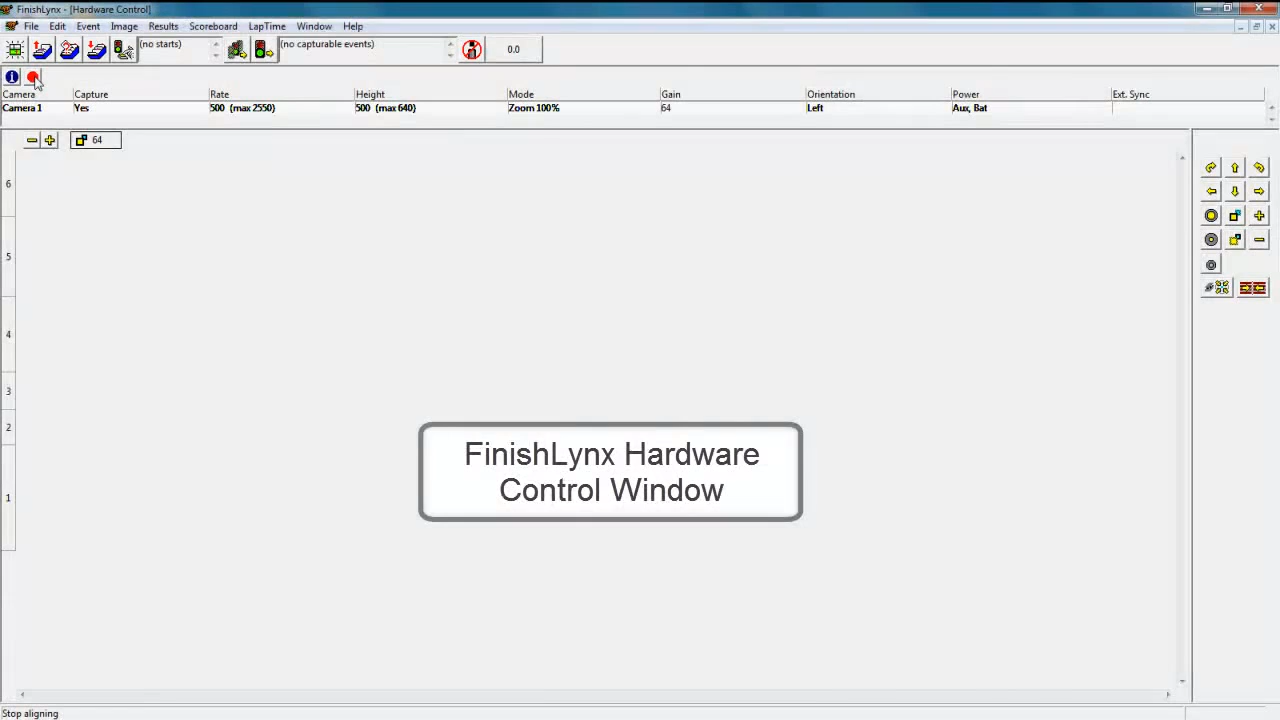 FinishLynx - [Hardware Control]
File Edit Event Image Results Scoreboard LapTime Window Help
(no starts) (no capturable events) 0.0
Camera Capture Rate Height Mode Gain Orientation Power Ext. Sync
Camera 1 Yes 500 (max 2550) 500 (max 640) Zoom 100% 64 Left Aux, Bat
64
6
5
4
3
2
1
FinishLynx Hardware
Control Window
Stop aligning